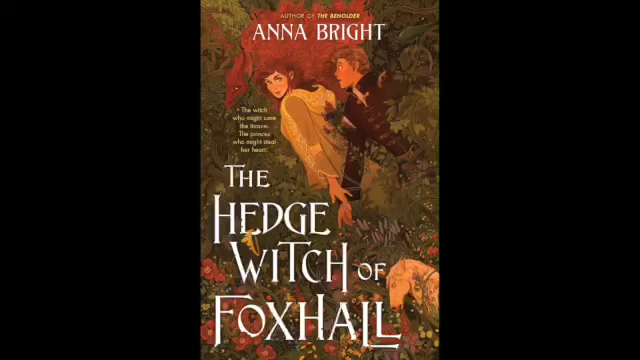 AUTHOR OF THE BEHOLDER
ANNA BRIGHT
The witch
who might save
the throne.
The princes
who might steal
her heart.
THE
HEDGE
WITCH OF
FOXHALL